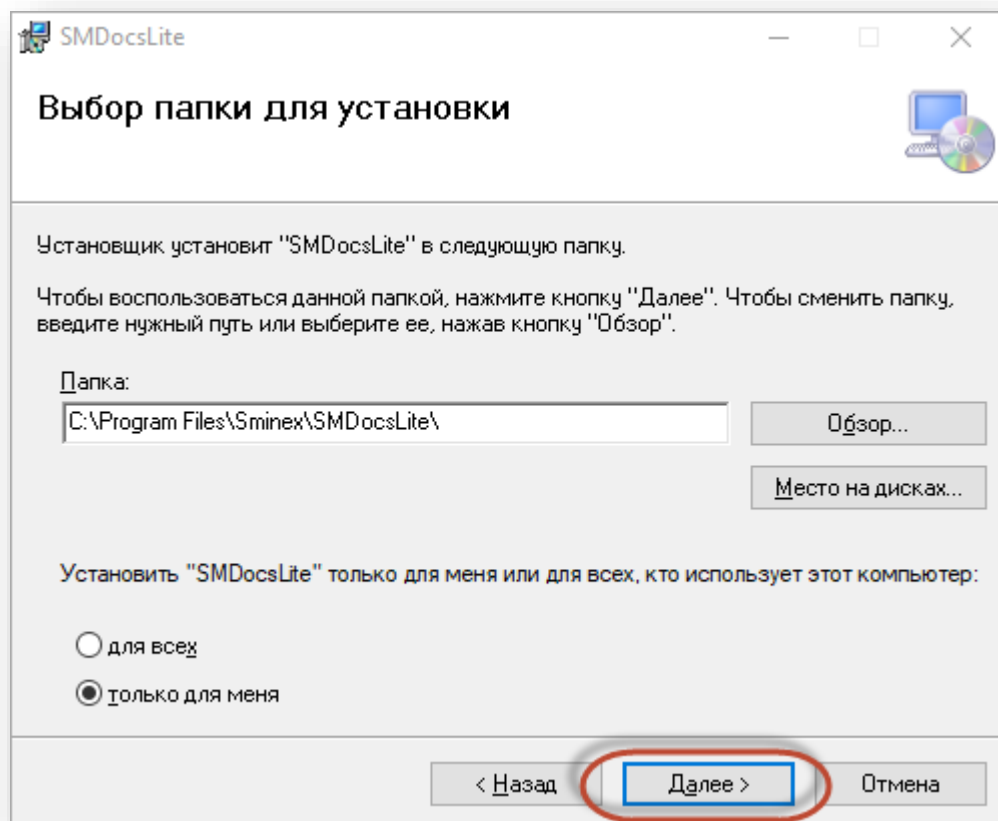 SMDocsLite
Выбор папки для установки
Установщик установит "SMDocsLite" в следующую папку.
Чтобы воспользоваться данной папкой, нажмите кнопку "Далее". Чтобы сменить папку,
введите нужный путь или выберите ее, нажав кнопку "Обзор".
Папка:
C:\Program Files\Sminex\SMDocsLite\
Обзор...
Место на дисках...
Установить "SMDocsLite" только для меня или для всех, кто использует этот компьютер:
для всех
только для меня
< Назад
Далее >
Отмена